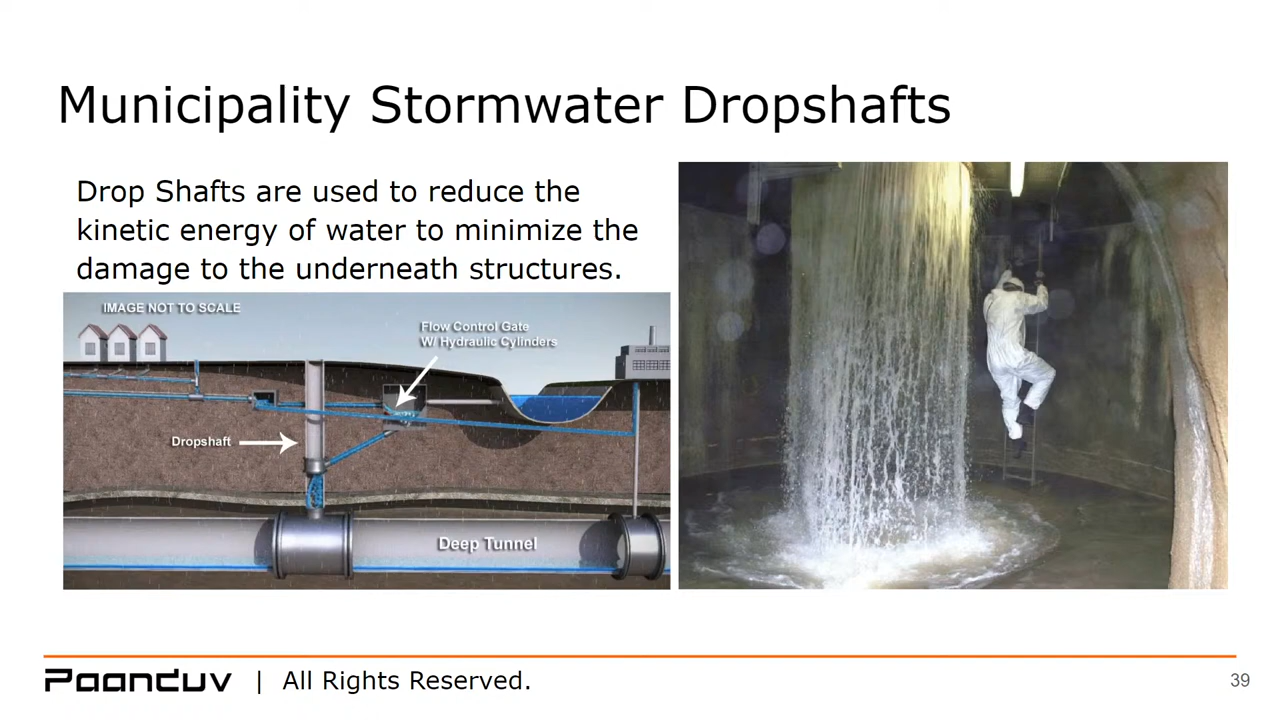 Municipality Stormwater Dropshafts
Drop Shafts are used to reduce the
kinetic energy of water to minimize the
damage to the underneath structures.
IMAGE NOT TO SCALE
Flow Control Gate
W/ Hydraulic Cylinders
Dropshaft
Deep Tunnel
Paanduv | All Rights Reserved.
39